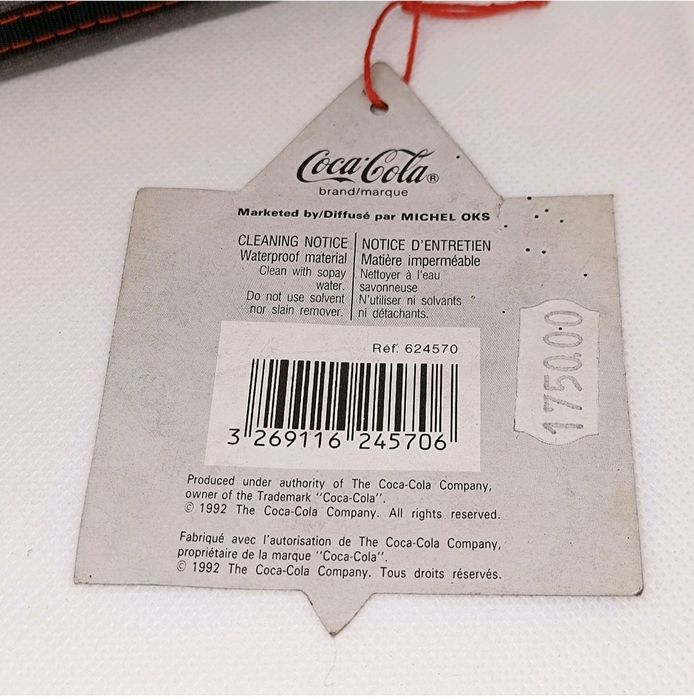 Coca-Cola®
brand/marque
Marketed by/Diffusé par MICHEL OKS
CLEANING NOTICE
Waterproof material
Clean with sopay
water.
Do not use solvent
nor slain remover.
NOTICE D'ENTRETIEN
Matière imperméable
Nettoyer à l'eau
savonneuse
N'utiliser ni solvants
ni détachants.
Réf. 624570
3 269116 245706
175000
Produced under authority of The Coca-Cola Company,
owner of the Trademark "Coca-Cola".
© 1992 The Coca-Cola Company. All rights reserved.
Fabriqué avec l'autorisation de The Coca-Cola Company,
propriétaire de la marque "Coca-Cola".
© 1992 The Coca-Cola Company. Tous droits réservés.